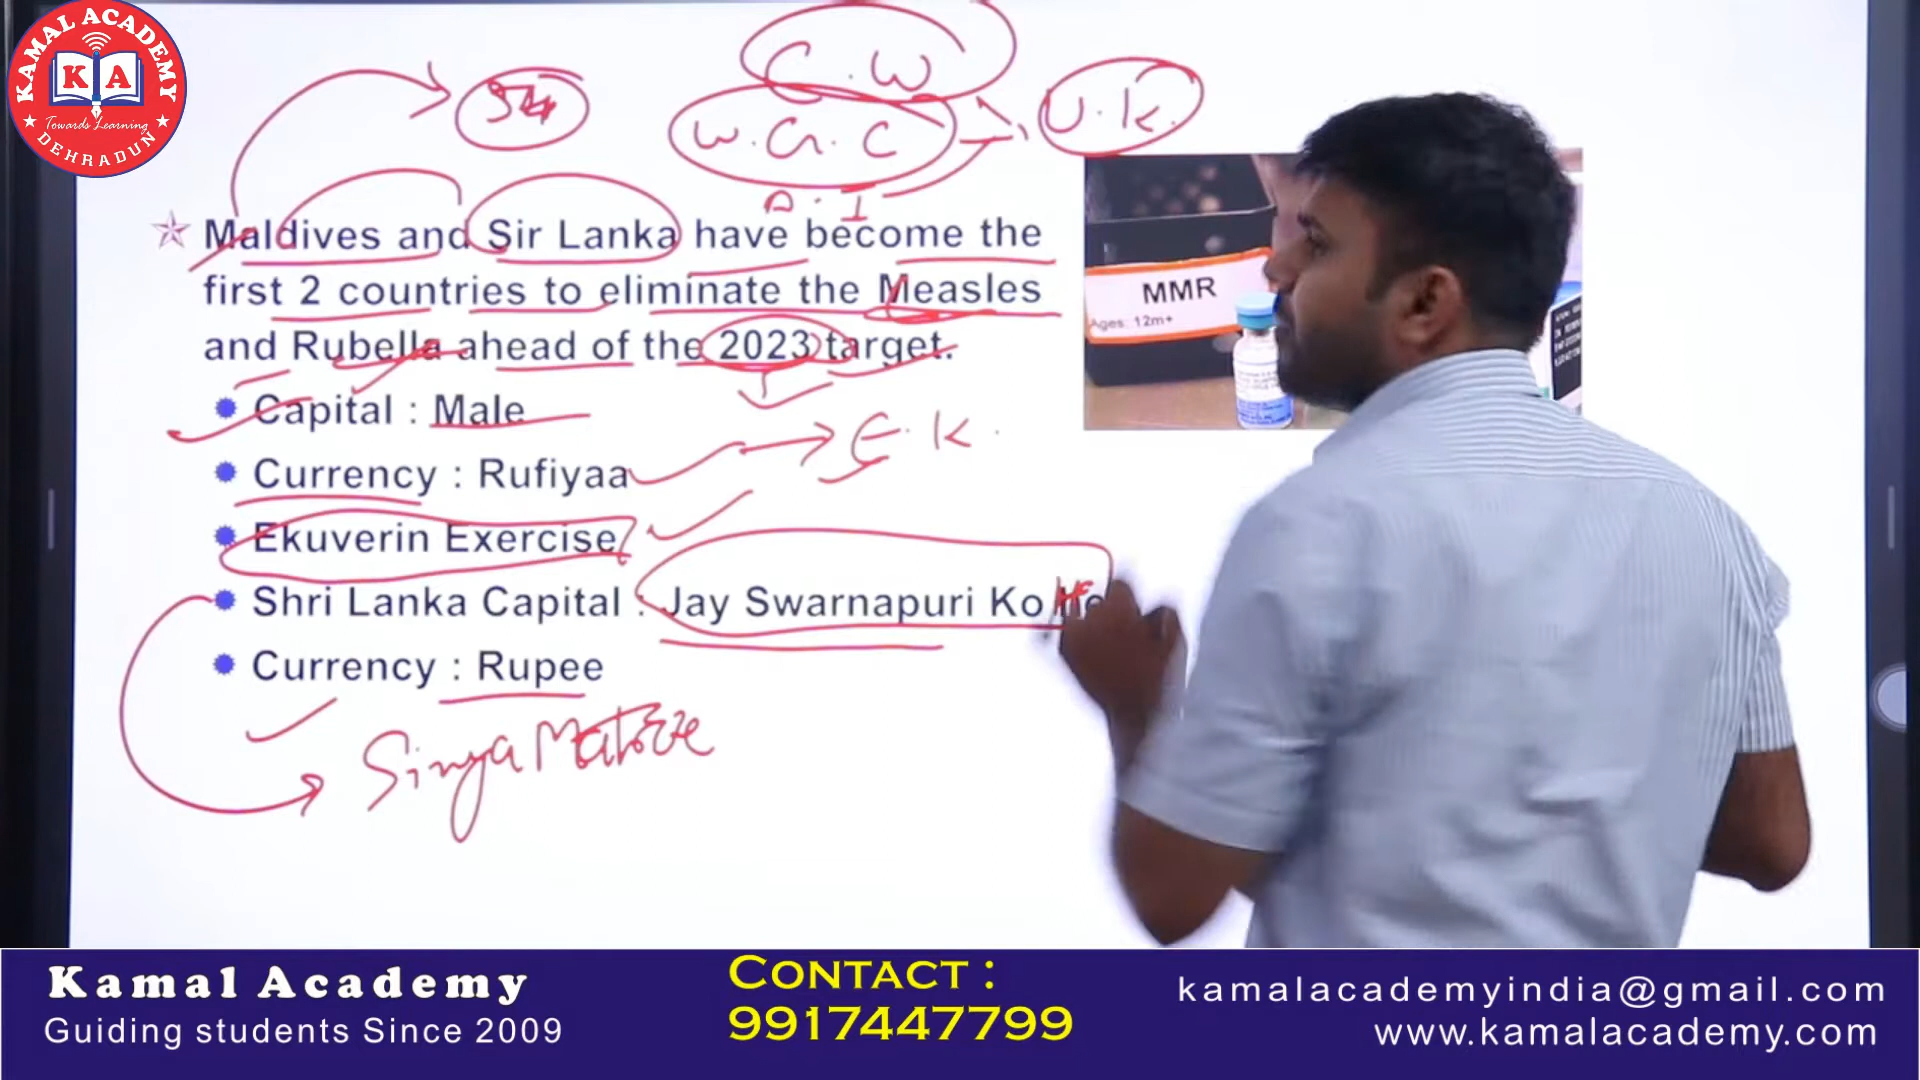 KAMAL ACADEMY
K A
Towards Learning
DEHRADUN
C.W
54
W.G.C
U.K.
A.I
Maldives and Sir Lanka have become the
first 2 countries to eliminate the Measles
and Rubella ahead of the 2023 target.
MMR
Ages: 12m+
Capital : Male
Currency : Rufiyaa
E.K.
Ekuverin Exercise
Shri Lanka Capital : Jay Swarnapuri Ko
Currency : Rupee
Kamal Academy
Guiding students Since 2009
CONTACT :
9917447799
kamalacademyindia@gmail.com
www.kamalacademy.com